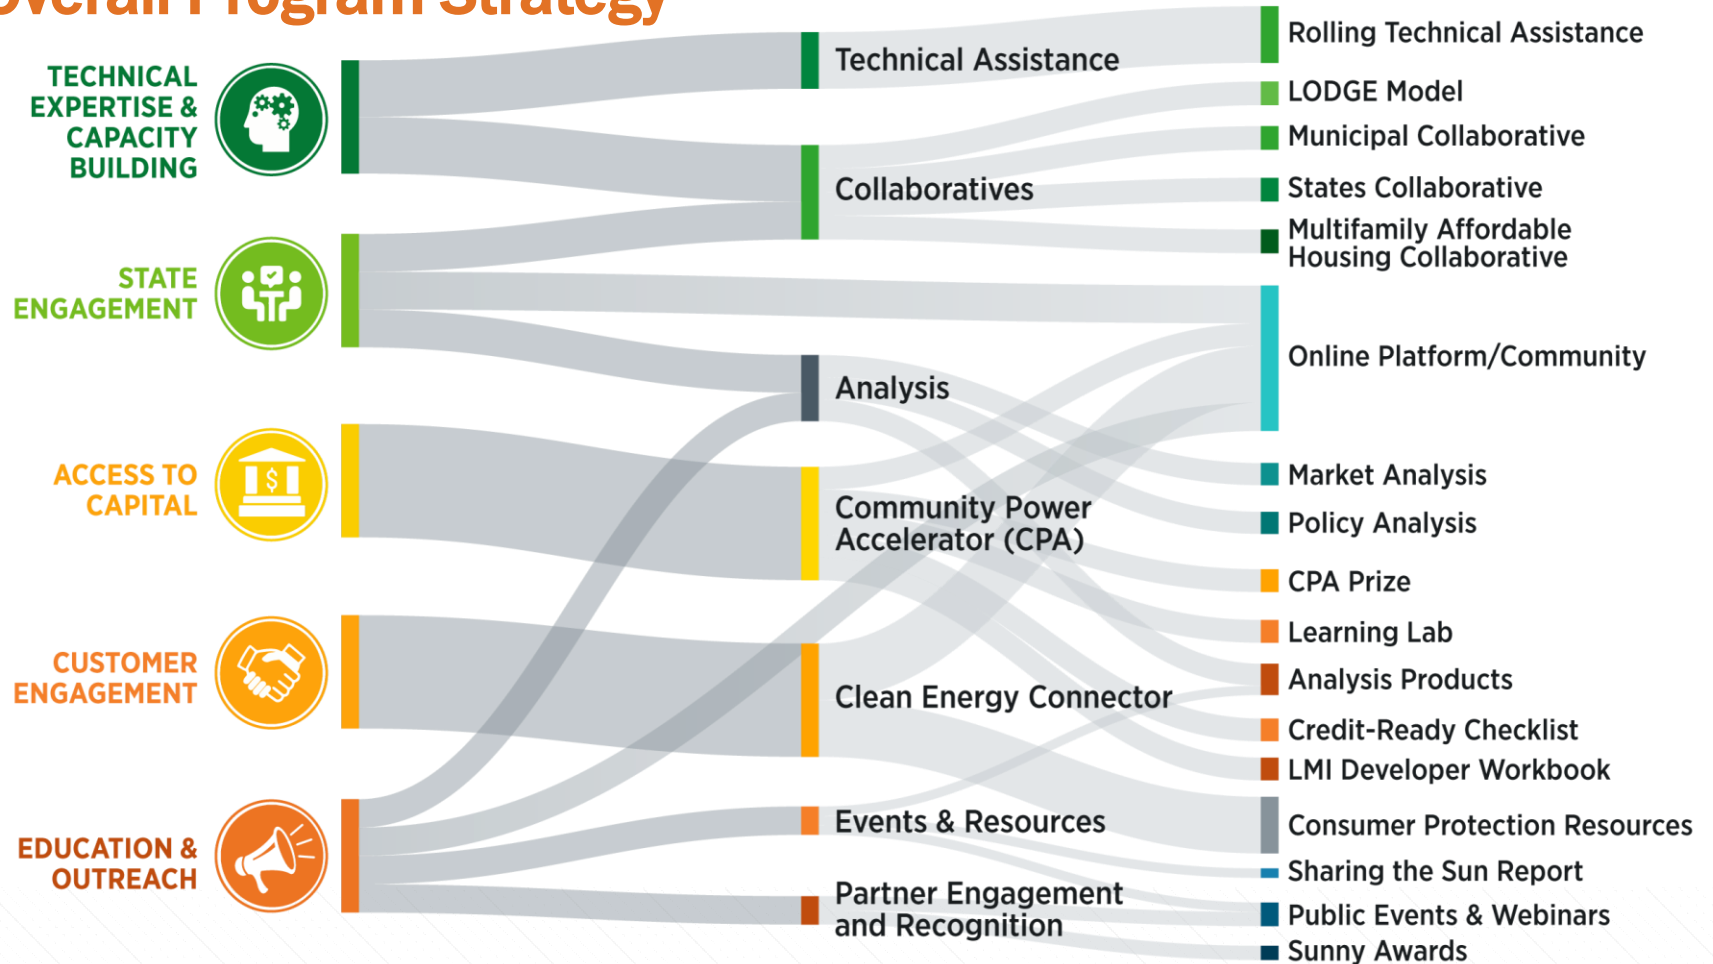 Overall Program Strategy
TECHNICAL
EXPERTISE &
CAPACITY
BUILDING
STATE
ENGAGEMENT
ACCESS TO
CAPITAL
$
CUSTOMER
ENGAGEMENT
EDUCATION &
OUTREACH
Technical Assistance
Collaboratives
Analysis
Community Power
Accelerator (CPA)
Clean Energy Connector
Events & Resources
Partner Engagement
and Recognition
Rolling Technical Assistance
LODGE Model
Municipal Collaborative
States Collaborative
Multifamily Affordable
Housing Collaborative
Online Platform/Community
Market Analysis
Policy Analysis
CPA Prize
Learning Lab
Analysis Products
Credit-Ready Checklist
LMI Developer Workbook
Consumer Protection Resources
Sharing the Sun Report
Public Events & Webinars
Sunny Awards